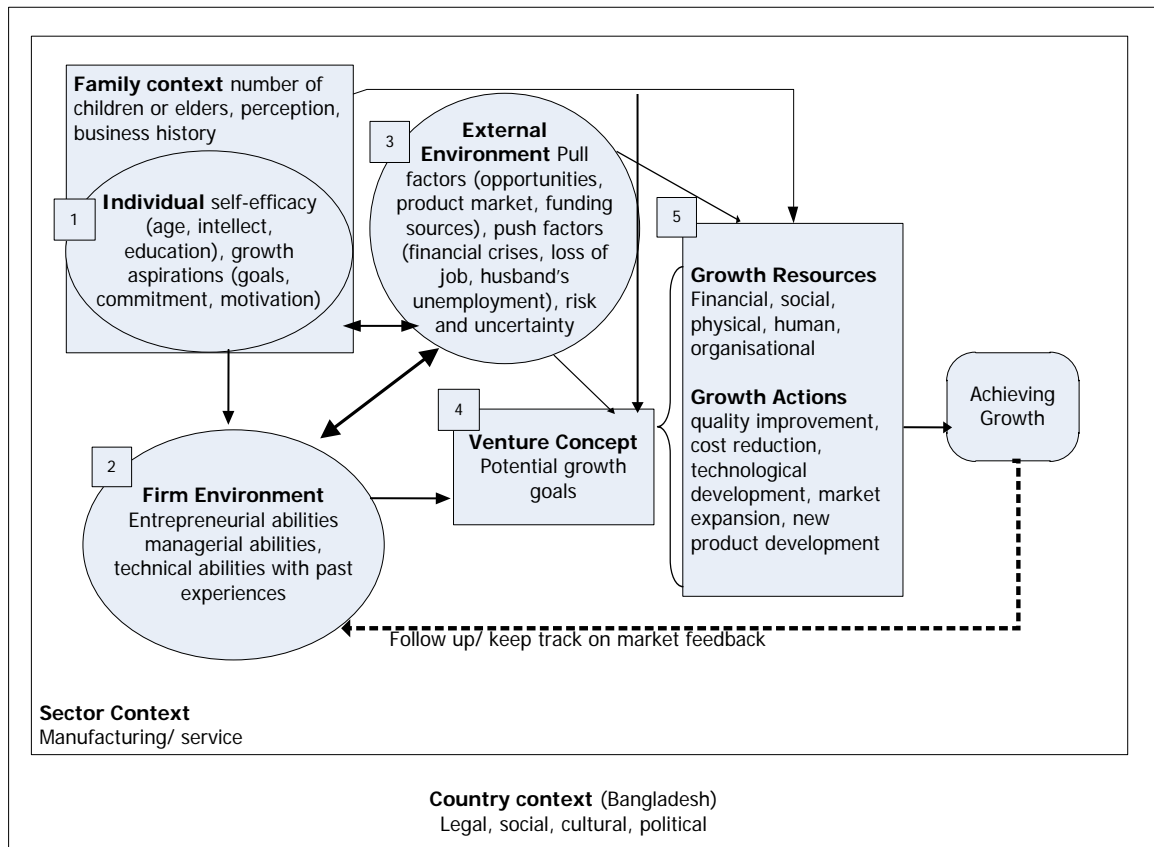 Family context number of
children or elders, perception,
business history
1
Individual self-efficacy
(age, intellect,
education), growth
aspirations (goals,
commitment, motivation)
3
External
Environment Pull
factors (opportunities,
product market, funding
sources), push factors
(financial crises, loss of
job, husband's
unemployment), risk
and uncertainty
2
Firm Environment
Entrepreneurial abilities
managerial abilities,
technical abilities with past
experiences
4
Venture Concept
Potential growth
goals
5
Growth Resources
Financial, social,
physical, human,
organisational
Growth Actions
quality improvement,
cost reduction,
technological
development, market
expansion, new
product development
Achieving
Growth
Follow up/ keep track on market feedback
Sector Context
Manufacturing/ service
Country context (Bangladesh)
Legal, social, cultural, political